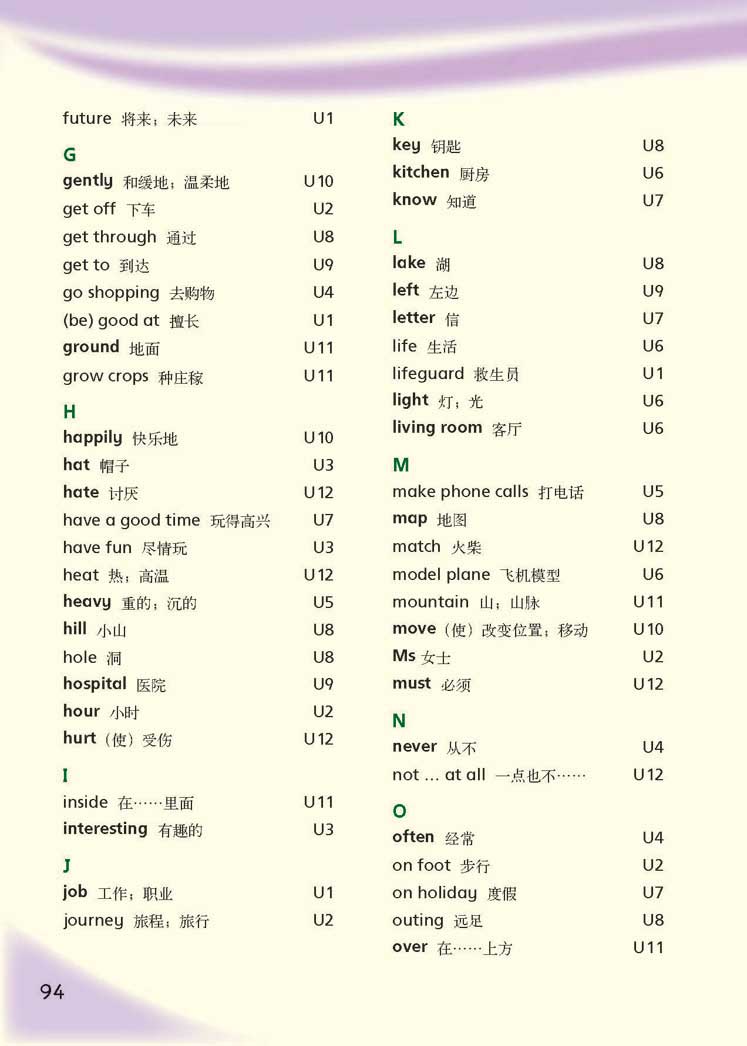 future 将来；未来 U1
G
gently 和缓地；温柔地 U10
get off 下车 U2
get through 通过 U8
get to 到达 U9
go shopping 去购物 U4
(be) good at 擅长 U1
ground 地面 U11
grow crops 种庄稼 U11
H
happily 快乐地 U10
hat 帽子 U3
hate 讨厌 U12
have a good time 玩得高兴 U7
have fun 尽情玩 U3
heat 热；高温 U12
heavy 重的；沉的 U5
hill 小山 U8
hole 洞 U8
hospital 医院 U9
hour 小时 U2
hurt（使）受伤 U12
I
inside 在……里面 U11
interesting 有趣的 U3
J
job 工作；职业 U1
journey 旅程；旅行 U2
K
key 钥匙 U8
kitchen 厨房 U6
know 知道 U7
L
lake 湖 U8
left 左边 U9
letter 信 U7
life 生活 U6
lifeguard 救生员 U1
light 灯；光 U6
living room 客厅 U6
M
make phone calls 打电话 U5
map 地图 U8
match 火柴 U12
model plane 飞机模型 U6
mountain 山；山脉 U11
move（使）改变位置；移动 U10
Ms 女士 U2
must 必须 U12
N
never 从不 U4
not … at all 一点也不…… U12
O
often 经常 U4
on foot 步行 U2
on holiday 度假 U7
outing 远足 U8
over 在……上方 U11
94